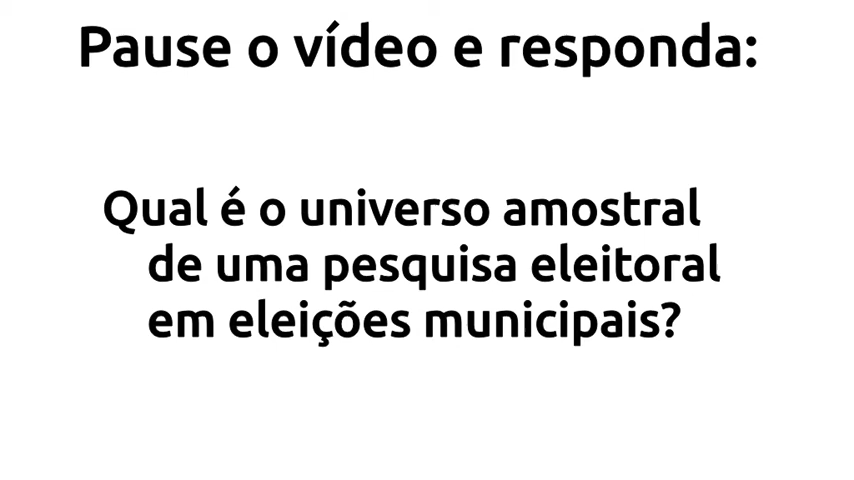 Pause o vídeo e responda:
Qual é o universo amostral
de uma pesquisa eleitoral
em eleições municipais?